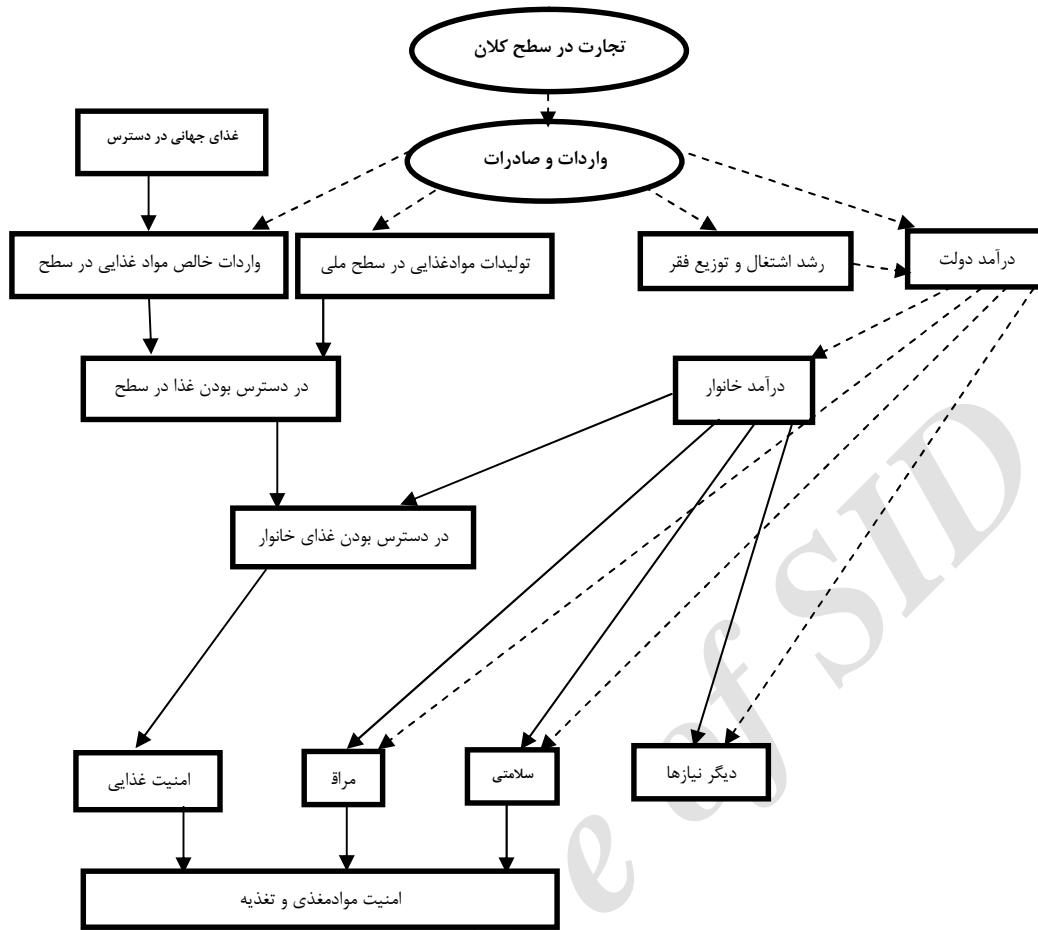 تجارت در سطح کلان
غذای جهانی در دسترس
واردات و صادرات
واردات خالص مواد غذایی در سطح
تولیدات موادغذایی در سطح ملی
رشد اشتغال و توزیع فقر
درآمد دولت
در دسترس بودن غذا در سطح
درآمد خانوار
در دسترس بودن غذای خانوار
امنیت غذایی
مراق
سلامتی
دیگر نیازها
امنیت موادمغذی و تغذیه
e of SID